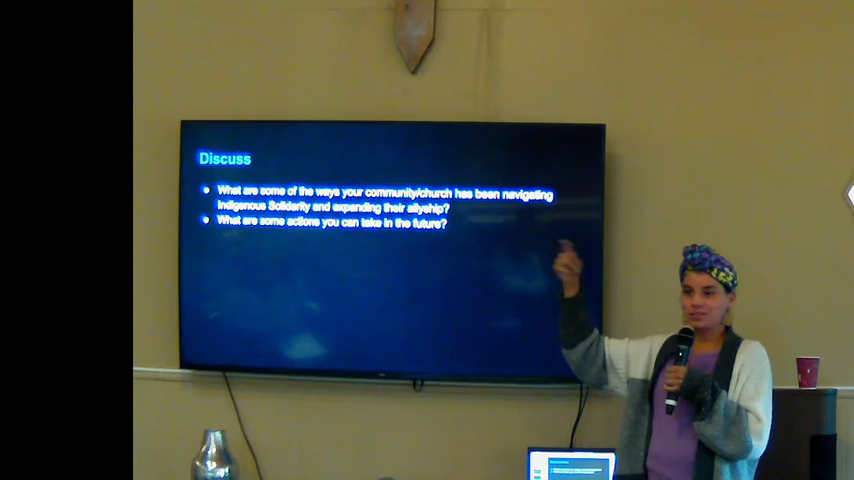 Discuss
What are some of the ways your community/church has been navigating
Indigenous Solidarity and expanding their allyship?
What are some actions you can take in the future?